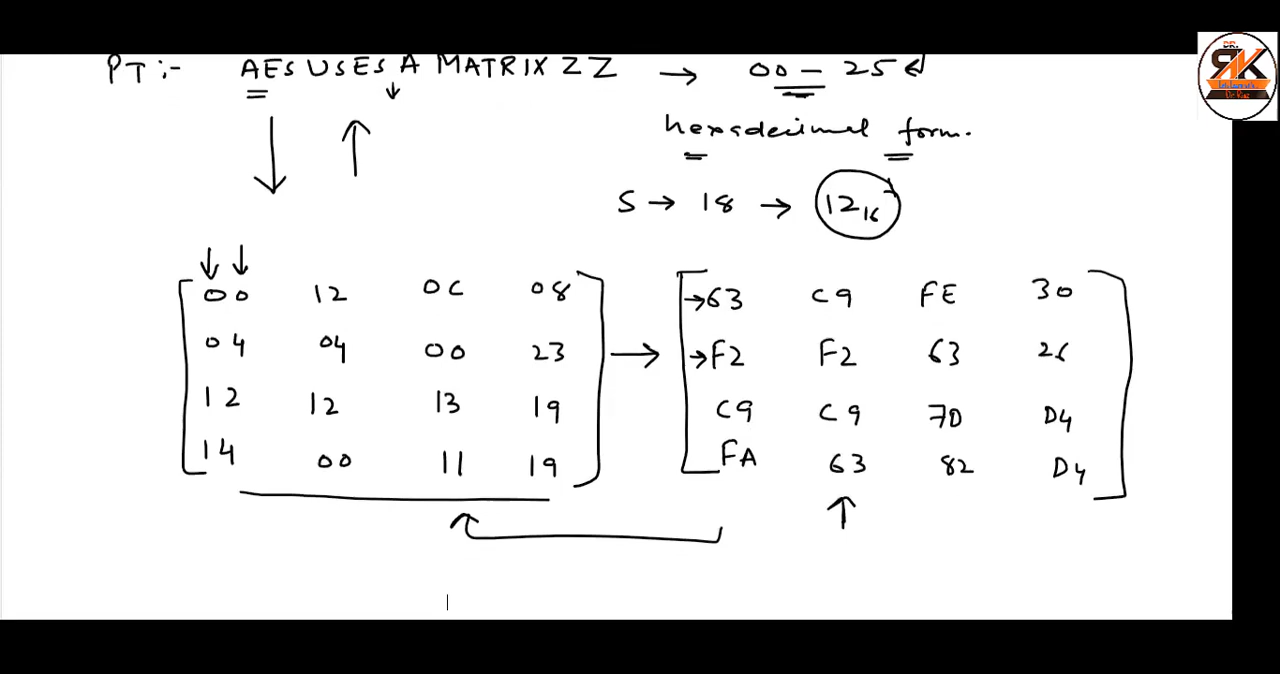 PT :- AES USES A MATRIX Z Z → 00 - 25
hexadecimal form.
S → 18 → 12₁₆
00 12 0C 08 → 63 C9 FE 30
04 04 00 23 F2 F2 63 26
12 12 13 19 C9 C9 7D D4
14 00 11 19 FA 63 82 D4
DR.
RK